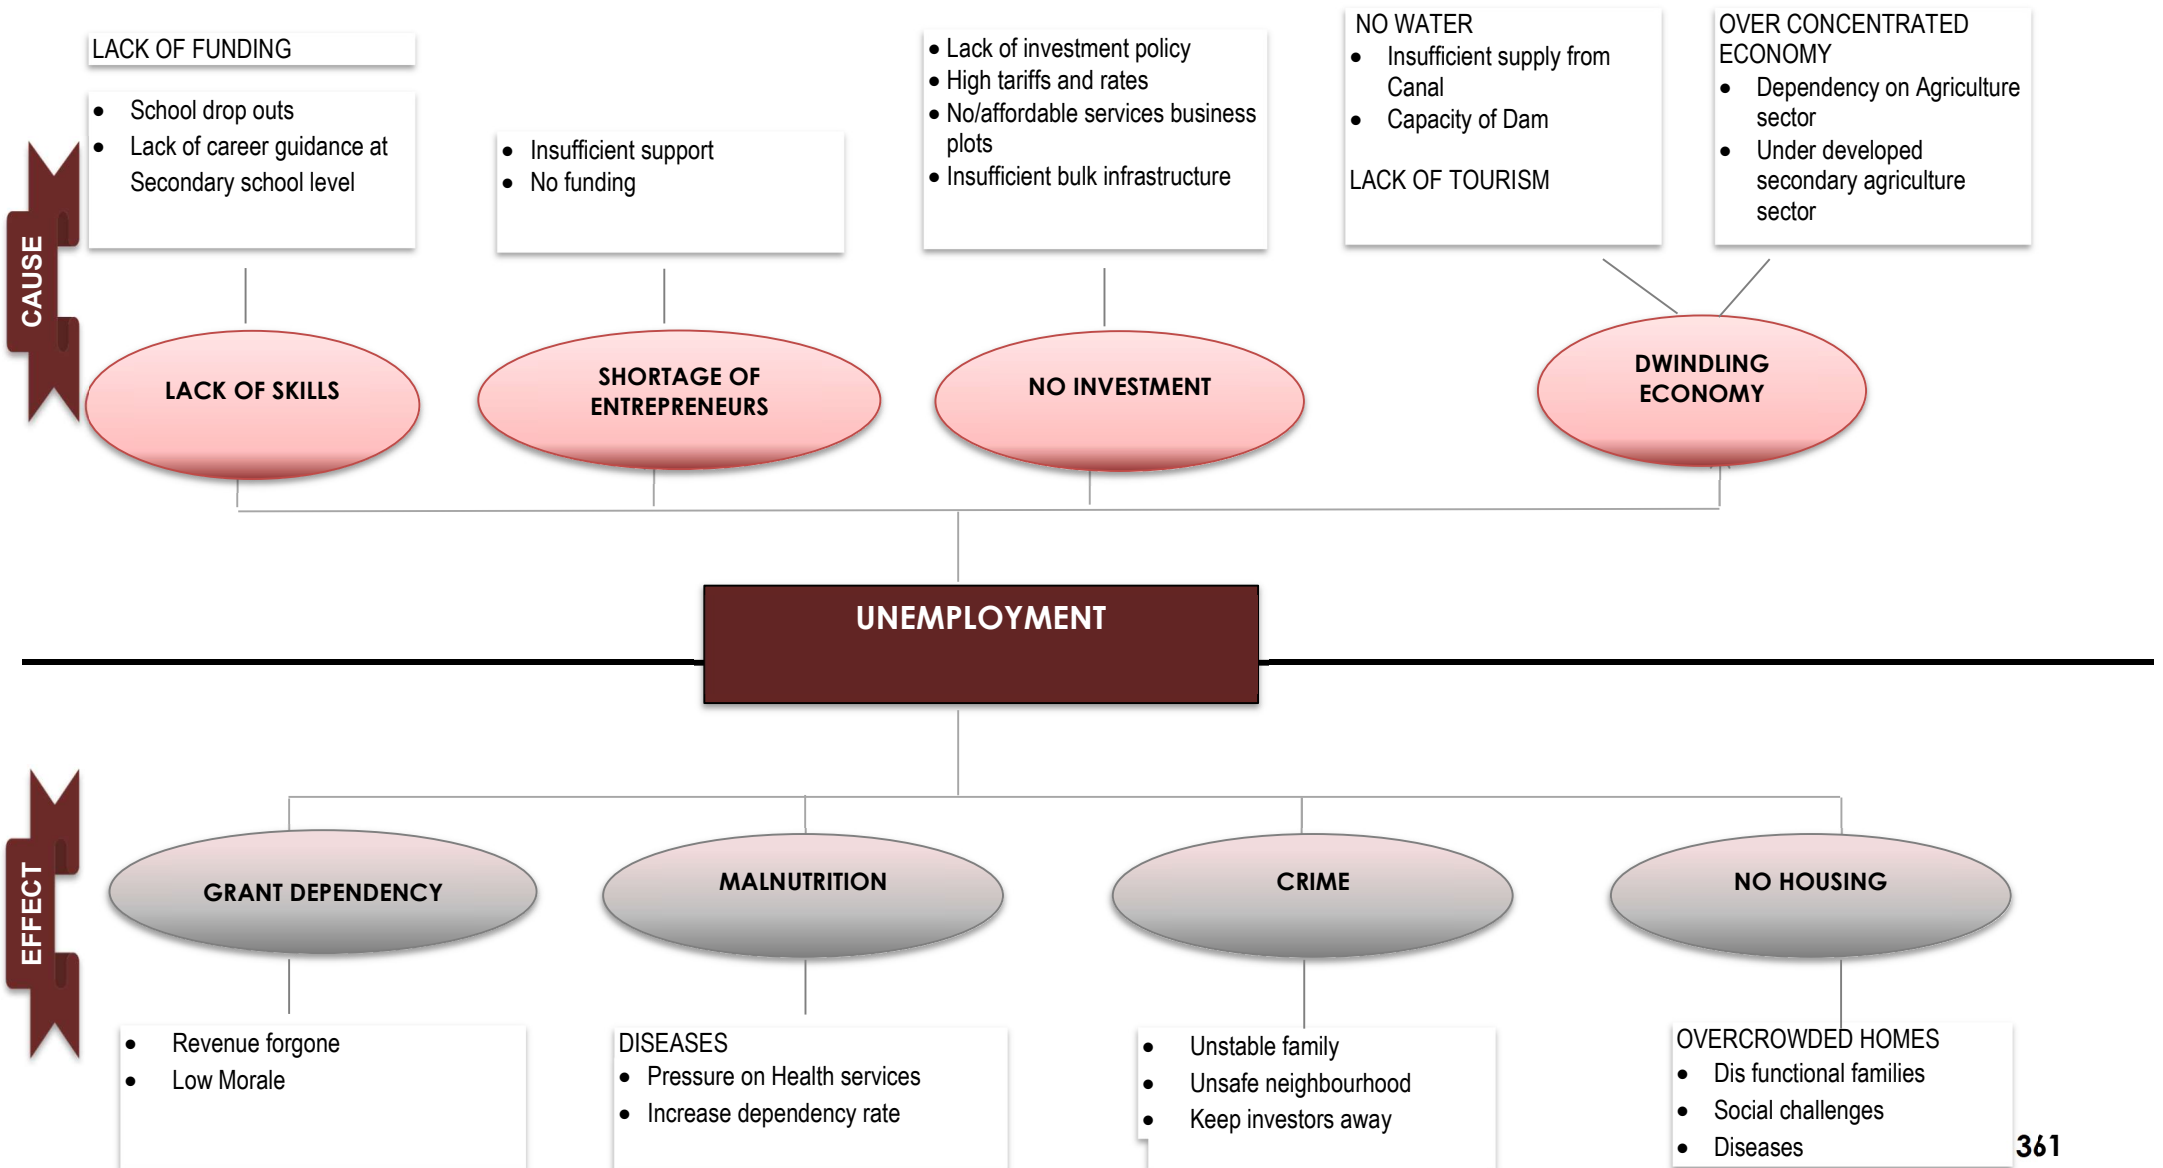 LACK OF FUNDING
• School drop outs
• Lack of career guidance at
Secondary school level
• Insufficient support
• No funding
• Lack of investment policy
• High tariffs and rates
• No/affordable services business
plots
• Insufficient bulk infrastructure
NO WATER
• Insufficient supply from
Canal
• Capacity of Dam
LACK OF TOURISM
OVER CONCENTRATED
ECONOMY
• Dependency on Agriculture
sector
• Under developed
secondary agriculture
sector
CAUSE
LACK OF SKILLS
SHORTAGE OF
ENTREPRENEURS
NO INVESTMENT
DWINDLING
ECONOMY
UNEMPLOYMENT
EFFECT
GRANT DEPENDENCY
MALNUTRITION
CRIME
NO HOUSING
• Revenue forgone
• Low Morale
DISEASES
• Pressure on Health services
• Increase dependency rate
• Unstable family
• Unsafe neighbourhood
• Keep investors away
OVERCROWDED HOMES
• Dis functional families
• Social challenges
• Diseases
361